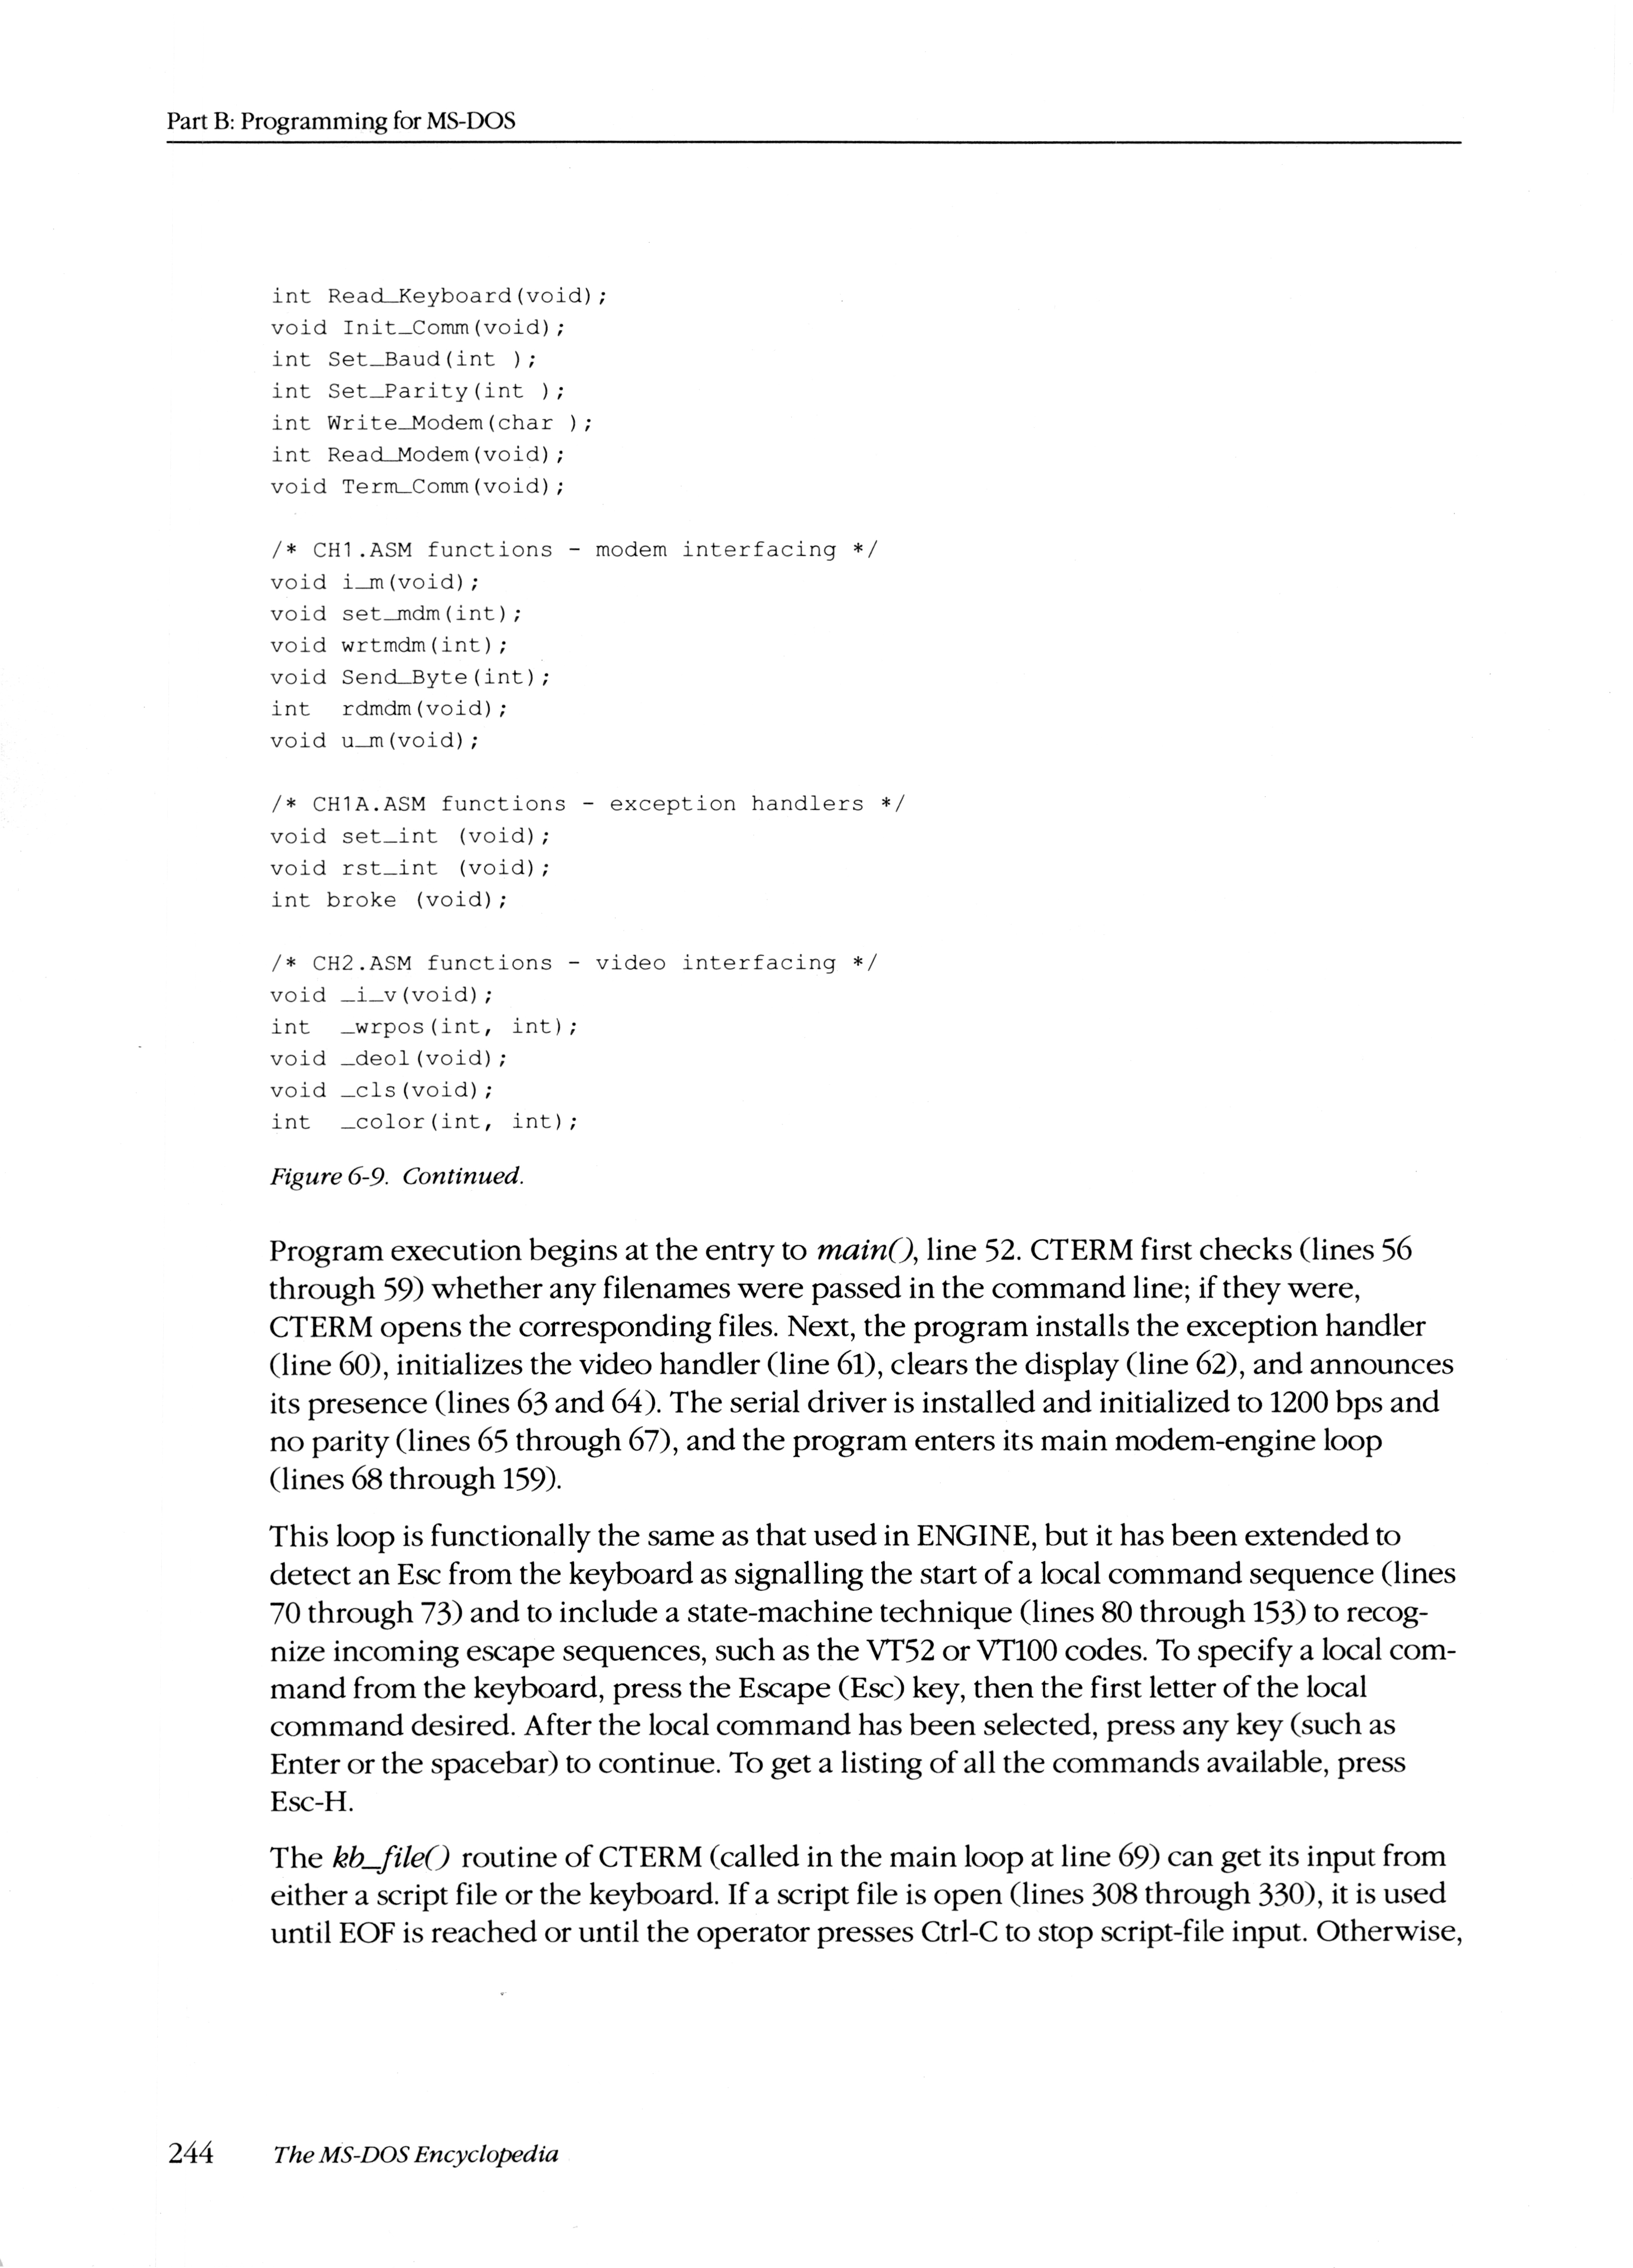 Part B: Programming for MS-DOS
int Read_Keyboard(void);
void Init_Comm(void);
int Set_Baud(int );
int Set_Parity(int );
int Write_Modem(char );
int Read_Modem(void);
void Term_Comm(void);
/* CH1.ASM functions - modem interfacing */
void i_m(void);
void set_mdm(int);
void wrtmdm(int);
void Send_Byte(int);
int  rdmdm(void);
void u_m(void);
/* CH1A.ASM functions - exception handlers */
void set_int (void);
void rst_int (void);
int broke (void);
/* CH2.ASM functions - video interfacing */
void _i_v(void);
int  _wrpos(int, int);
void _deol(void);
void _cls(void);
int  _color(int, int);
Figure 6-9. Continued.
Program execution begins at the entry to main(), line 52. CTERM first checks (lines 56
through 59) whether any filenames were passed in the command line; if they were,
CTERM opens the corresponding files. Next, the program installs the exception handler
(line 60), initializes the video handler (line 61), clears the display (line 62), and announces
its presence (lines 63 and 64). The serial driver is installed and initialized to 1200 bps and
no parity (lines 65 through 67), and the program enters its main modem-engine loop
(lines 68 through 159).
This loop is functionally the same as that used in ENGINE, but it has been extended to
detect an Esc from the keyboard as signalling the start of a local command sequence (lines
70 through 73) and to include a state-machine technique (lines 80 through 153) to recog-
nize incoming escape sequences, such as the VT52 or VT100 codes. To specify a local com-
mand from the keyboard, press the Escape (Esc) key, then the first letter of the local
command desired. After the local command has been selected, press any key (such as
Enter or the spacebar) to continue. To get a listing of all the commands available, press
Esc-H.
The kb_file() routine of CTERM (called in the main loop at line 69) can get its input from
either a script file or the keyboard. If a script file is open (lines 308 through 330), it is used
until EOF is reached or until the operator presses Ctrl-C to stop script-file input. Otherwise,
244 The MS-DOS Encyclopedia